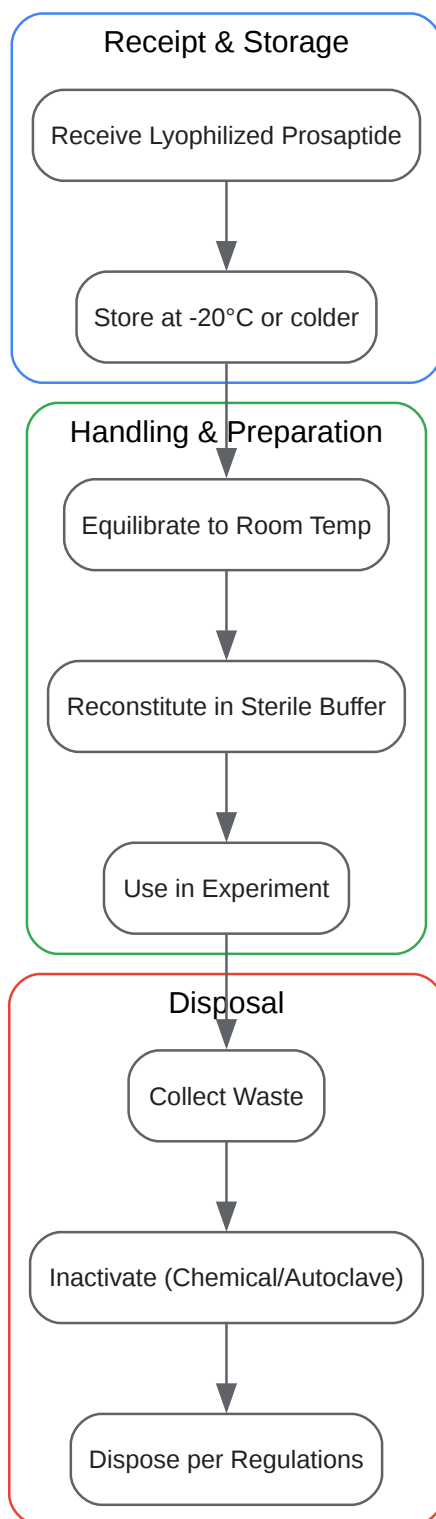 Receipt & Storage
Receive Lyophilized Prosaptide
Store at -20°C or colder
Handling & Preparation
Equilibrate to Room Temp
Reconstitute in Sterile Buffer
Use in Experiment
Disposal
Collect Waste
Inactivate (Chemical/Autoclave)
Dispose per Regulations